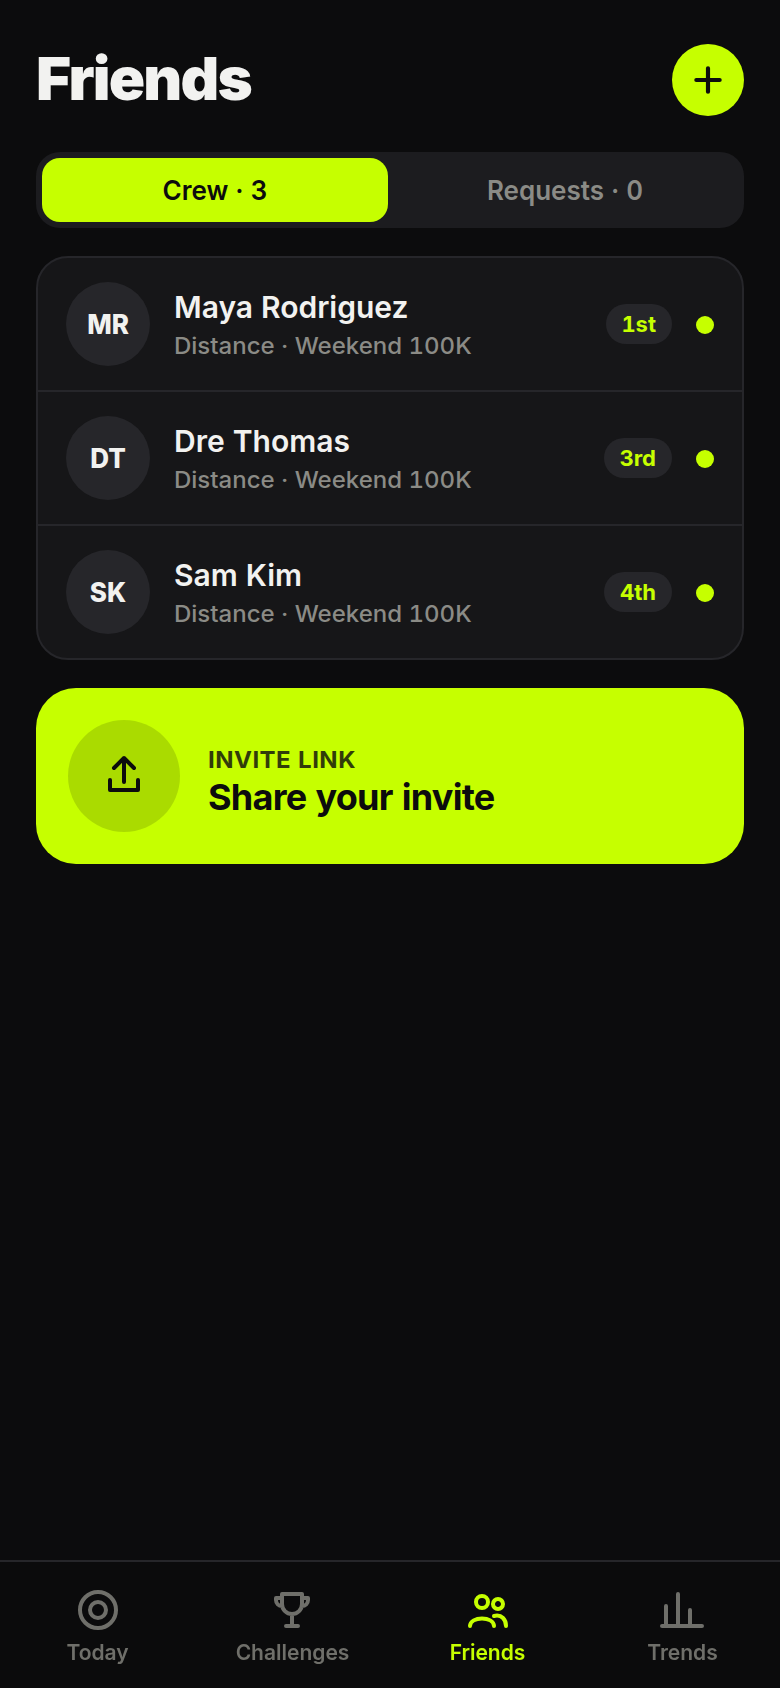 Friends
Crew · 3
Requests · 0
MR
Maya Rodriguez
Distance · Weekend 100K
1st
DT
Dre Thomas
Distance · Weekend 100K
3rd
SK
Sam Kim
Distance · Weekend 100K
4th
INVITE LINK
Share your invite
Today
Challenges
Friends
Trends